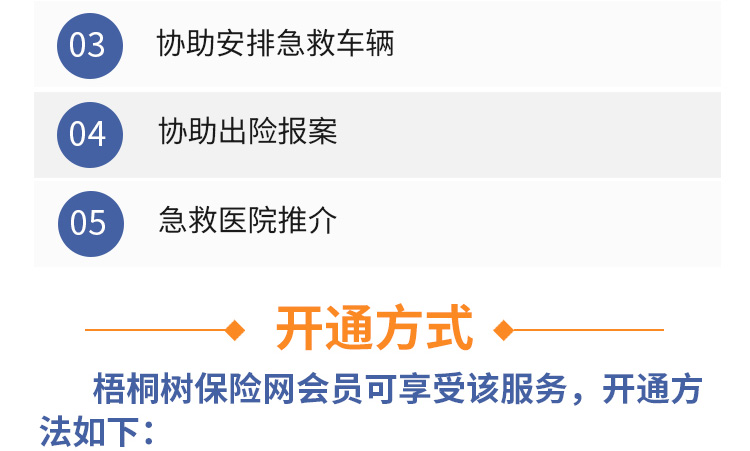 03 协助安排急救车辆
04 协助出险报案
05 急救医院推介
开通方式
梧桐树保险网会员可享受该服务，开通方
法如下：